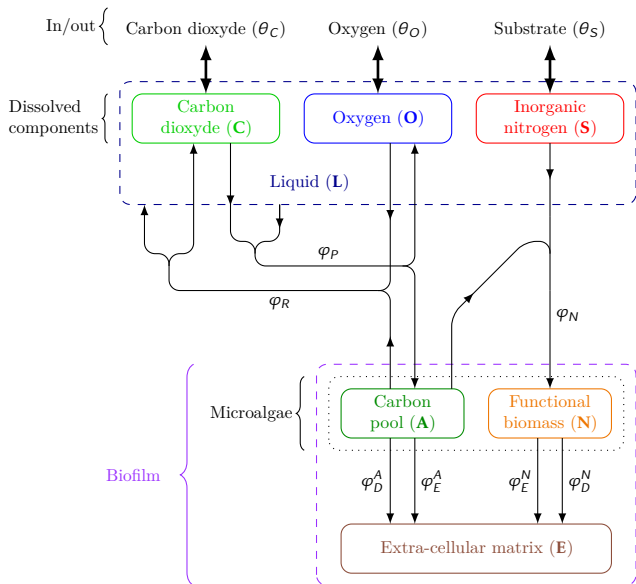 In/out
Carbon dioxyde (θ_C)
Oxygen (θ_O)
Substrate (θ_S)
Dissolved
components
Carbon
dioxyde (C)
Oxygen (O)
Inorganic
nitrogen (S)
Liquid (L)
φ_P
φ_R
φ_N
Microalgae
Carbon
pool (A)
Functional
biomass (N)
Biofilm
φ_D^A
φ_E^A
φ_E^N
φ_D^N
Extra-cellular matrix (E)